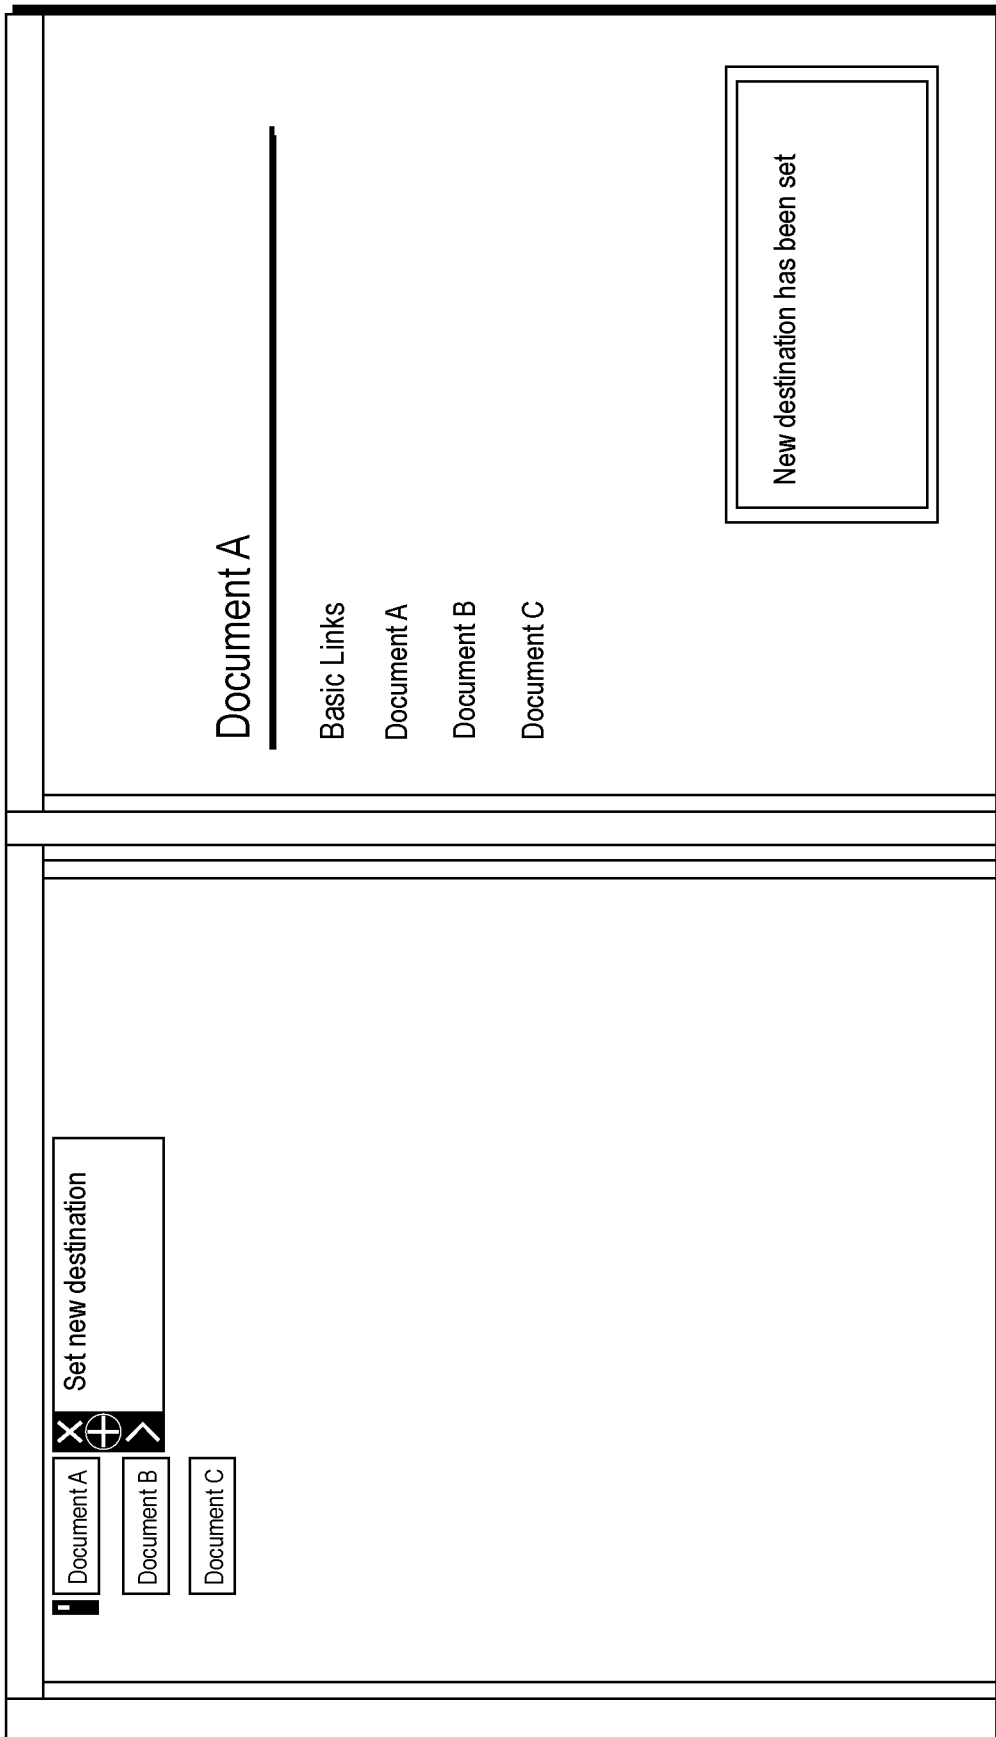 Document A
Set new destination
Document B
Document C
Document A
Basic Links
Document A
Document B
Document C
New destination has been set